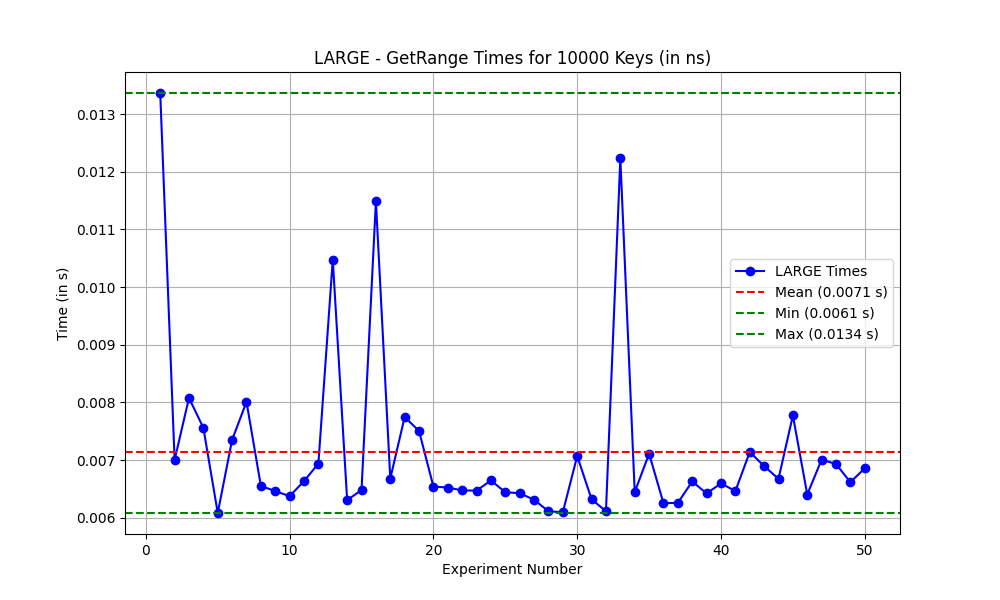 LARGE - GetRange Times for 10000 Keys (in ns)
Time (in s)
0.013
0.012
0.011
0.010
0.009
0.008
0.007
0.006
LARGE Times
Mean (0.0071 s)
Min (0.0061 s)
Max (0.0134 s)
0 10 20 30 40 50
Experiment Number